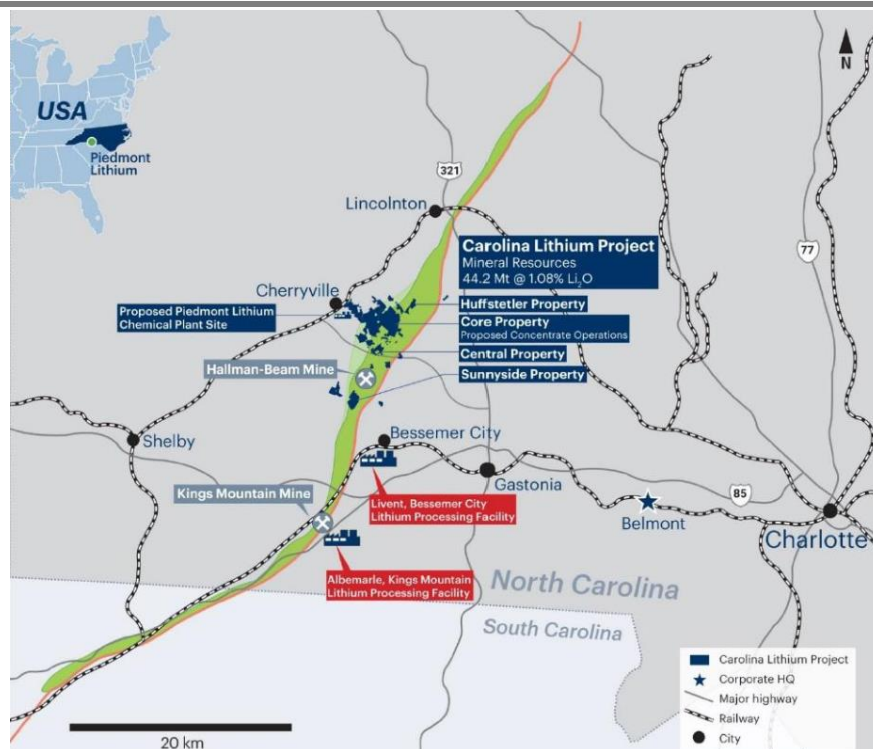 USA
Piedmont
Lithium
N
321
Lincolnton
77
Carolina Lithium Project
Mineral Resources
44.2 Mt @ 1.08% Li₂O
Cherryville
Huffstetler Property
Proposed Piedmont Lithium
Chemical Plant Site
Core Property
Proposed Concentrate Operations
Central Property
Hallman-Beam Mine
Sunnyside Property
Shelby
Bessemer City
Gastonia
Kings Mountain Mine
85
Livent, Bessemer City
Lithium Processing Facility
Belmont
Charlotte
Albemarle, Kings Mountain
Lithium Processing Facility
North Carolina
South Carolina
Carolina Lithium Project
Corporate HQ
Major highway
Railway
City
20 km